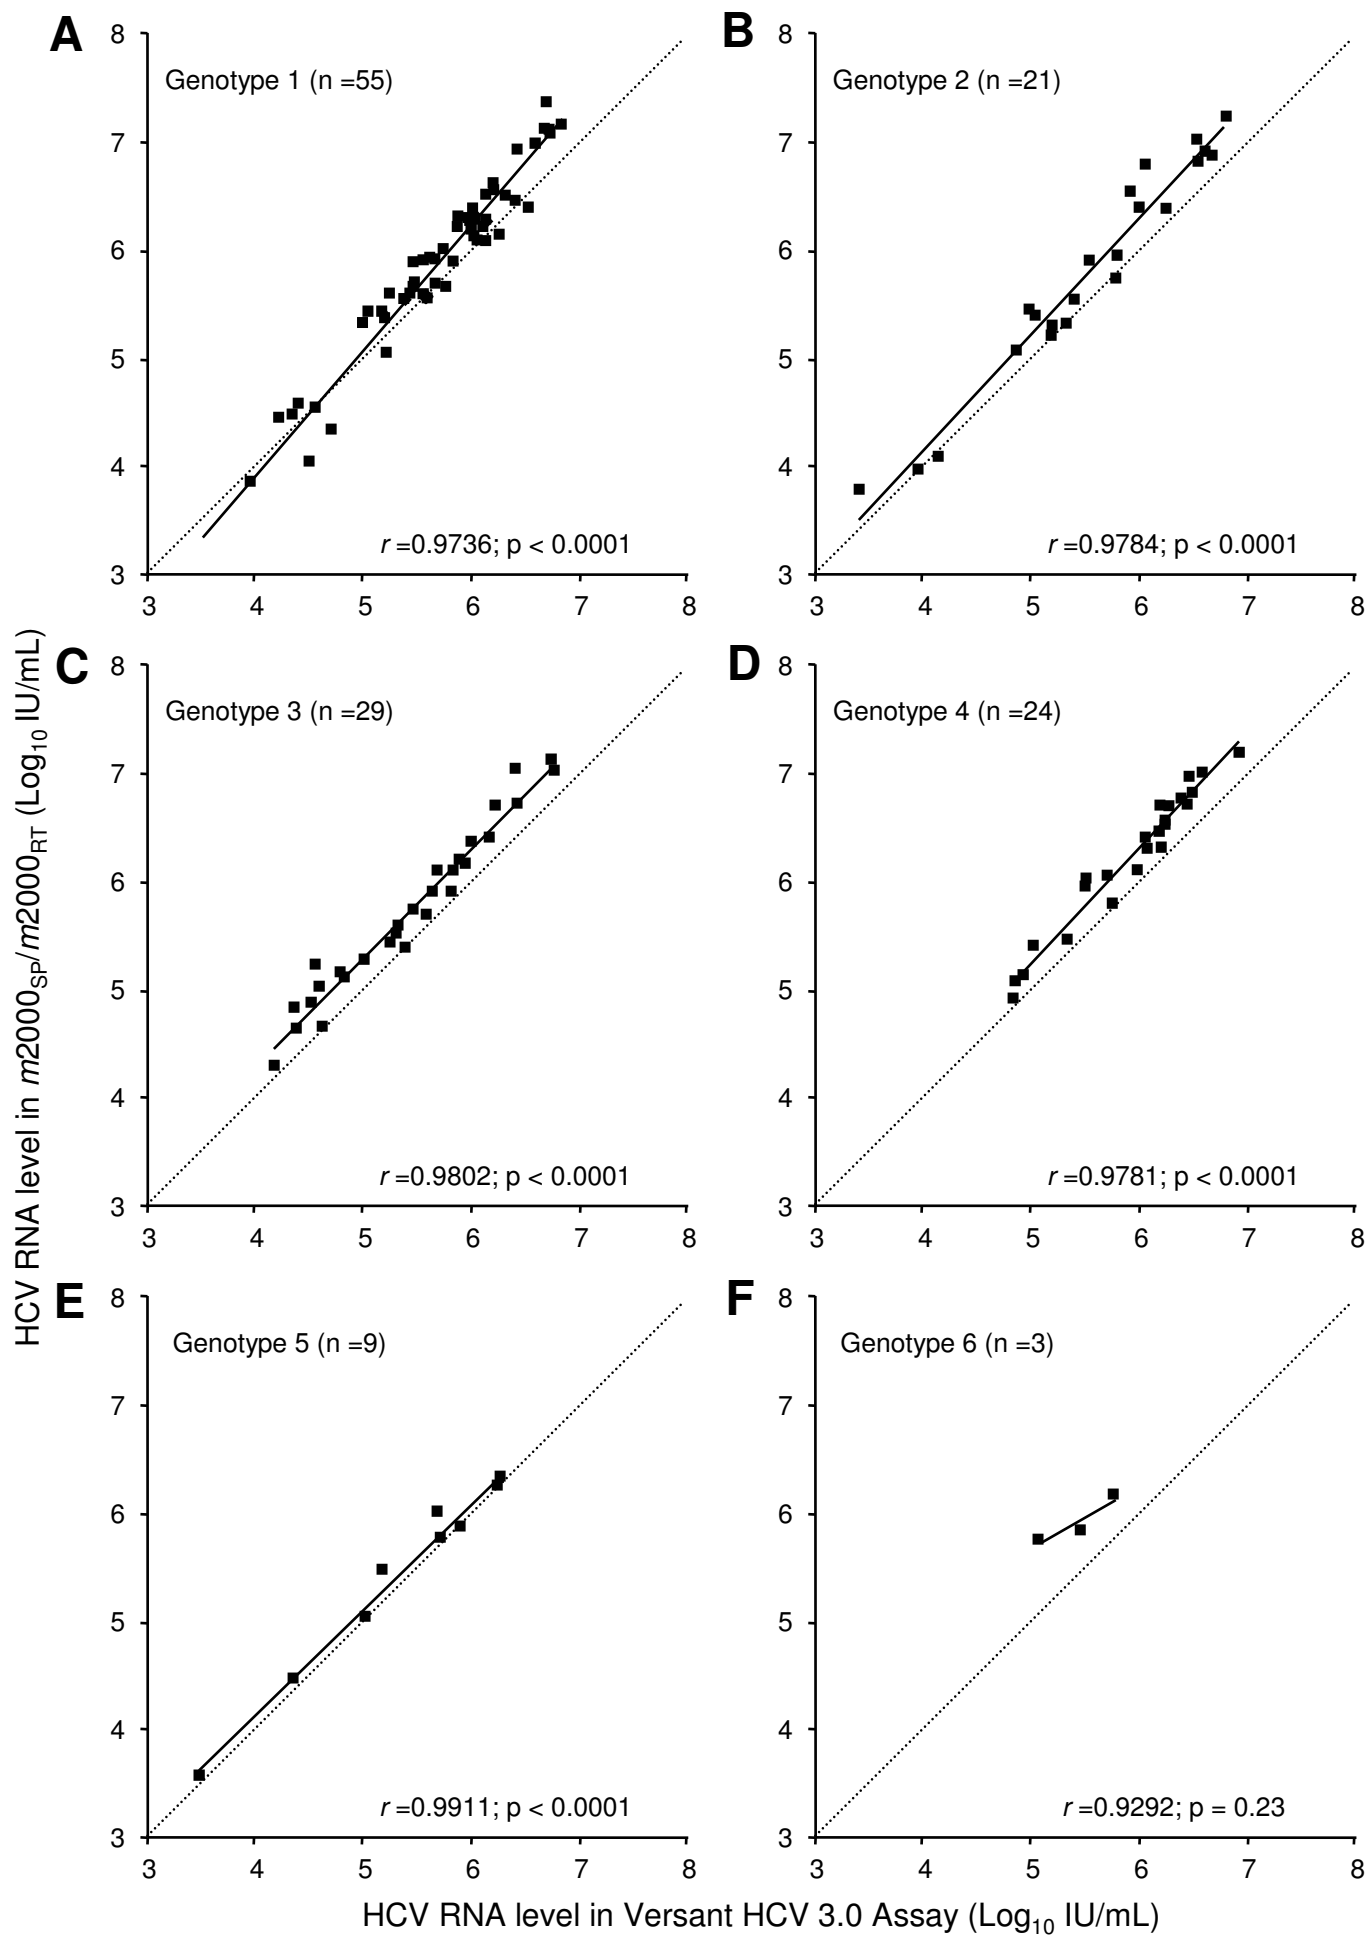 A
Genotype 1 (n =55)
8
7
6
5
4
3
r =0.9736; p < 0.0001
3 4 5 6 7 8
B
Genotype 2 (n =21)
8
7
6
5
4
3
r =0.9784; p < 0.0001
3 4 5 6 7 8
HCV RNA level in m2000SP/m2000RT (Log10 IU/mL)
C
Genotype 3 (n =29)
8
7
6
5
4
3
r =0.9802; p < 0.0001
3 4 5 6 7 8
D
Genotype 4 (n =24)
8
7
6
5
4
3
r =0.9781; p < 0.0001
3 4 5 6 7 8
E
Genotype 5 (n =9)
8
7
6
5
4
3
r =0.9911; p < 0.0001
3 4 5 6 7 8
F
Genotype 6 (n =3)
8
7
6
5
4
3
r =0.9292; p = 0.23
3 4 5 6 7 8
HCV RNA level in Versant HCV 3.0 Assay (Log10 IU/mL)